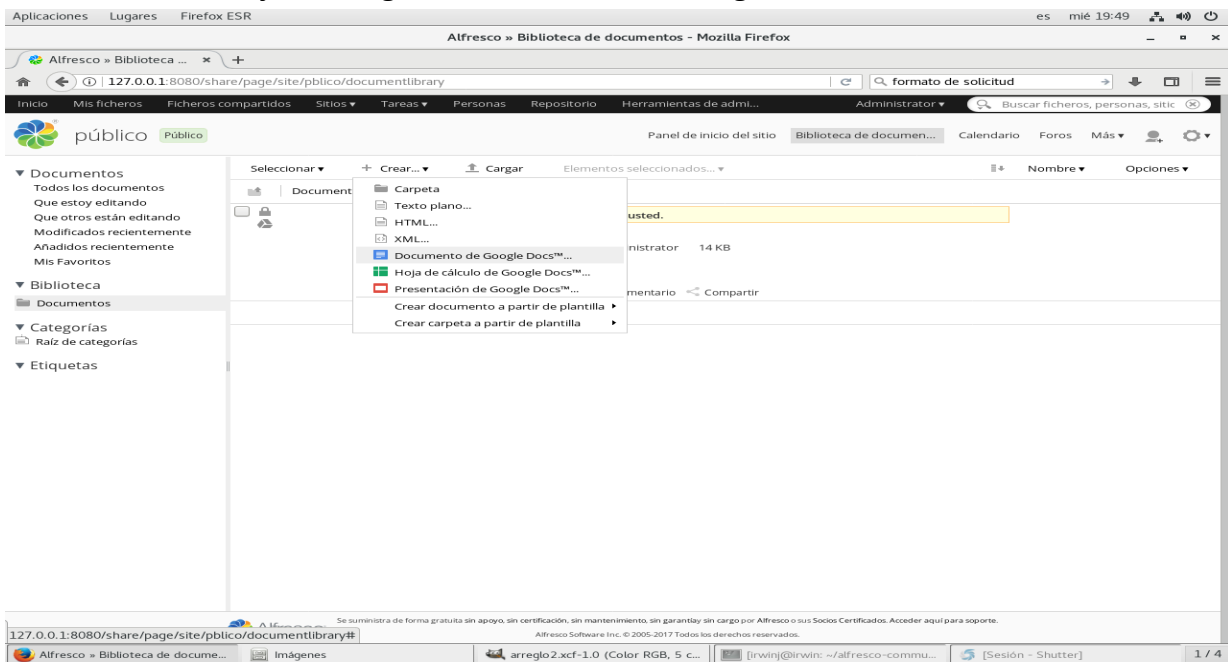 Aplicaciones Lugares Firefox ESR es mié 19:49
Alfresco » Biblioteca de documentos - Mozilla Firefox
Alfresco » Biblioteca ...
127.0.0.1:8080/share/page/site/pblico/documentlibrary formato de solicitud
Inicio Mis ficheros Ficheros compartidos Sitios Tareas Personas Repositorio Herramientas de admi... Administrator Buscar ficheros, personas, sitic
público Público Panel de inicio del sitio Biblioteca de documen... Calendario Foros Más
Documentos
Todos los documentos
Que estoy editando
Que otros están editando
Modificados recientemente
Añadidos recientemente
Mis Favoritos
Biblioteca
Documentos
Categorías
Raíz de categorías
Etiquetas
Seleccionar + Crear... Cargar Elementos seleccionados... Nombre Opciones
Document
Carpeta
Texto plano...
HTML...
XML...
Documento de Google Docs™...
Hoja de cálculo de Google Docs™...
Presentación de Google Docs™...
Crear documento a partir de plantilla
Crear carpeta a partir de plantilla
usted.
nistrator 14 KB
mentario Compartir
Se suministra de forma gratuita sin apoyo, sin certificación, sin mantenimiento, sin garantíay sin cargo por Alfresco o sus Socios Certificados. Acceder aquí para soporte.
Alfresco Software Inc. © 2005-2017 Todos los derechos reservados.
127.0.0.1:8080/share/page/site/pblico/documentlibrary#
Alfresco » Biblioteca de docume... Imágenes arreglo2.xcf-1.0 (Color RGB, 5 c... [irwinj@irwin: ~/alfresco-commu... [Sesión - Shutter] 1 / 4